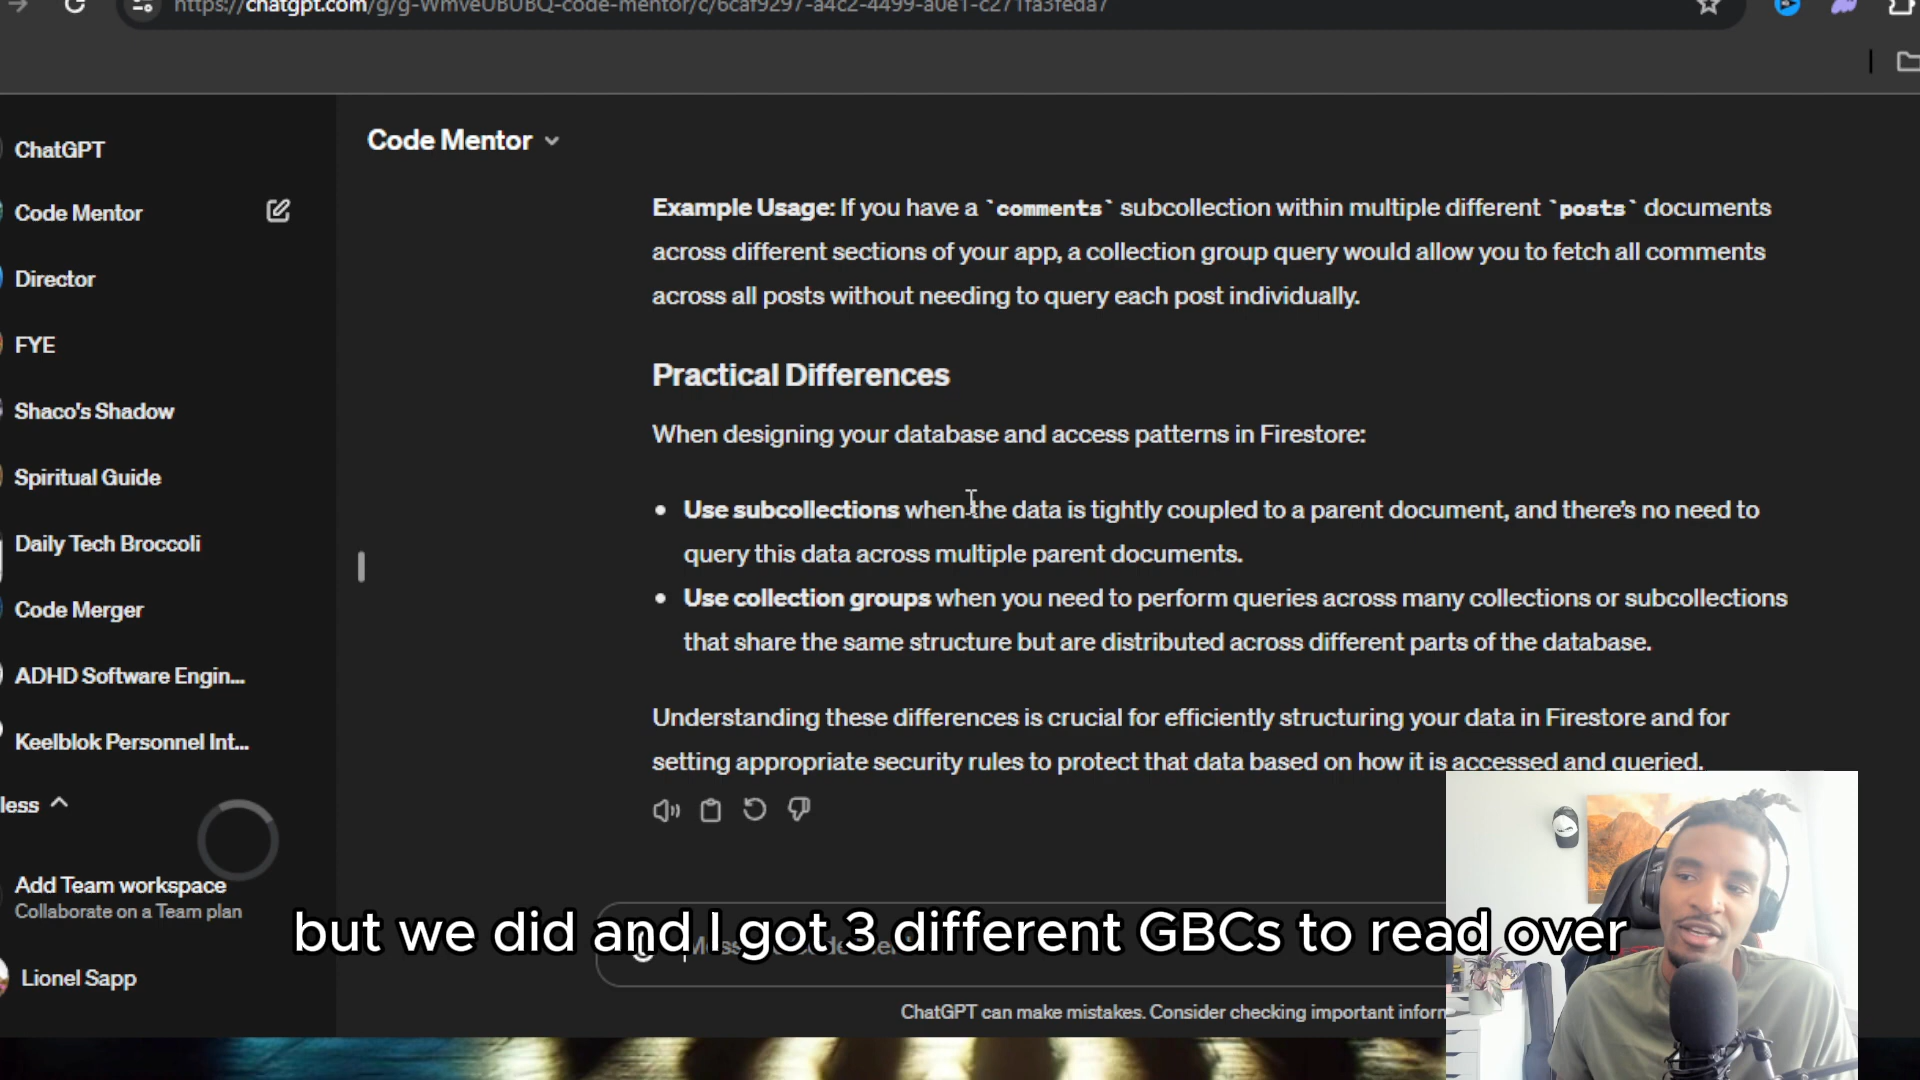 https://chatgpt.com/g/g-WmveUBUBQ-code-mentor/c/6caf9297-a4c2-4499-a0e1-c271fa3feda7
ChatGPT
Code Mentor
Director
FYE
Shaco's Shadow
Spiritual Guide
Daily Tech Broccoli
Code Merger
ADHD Software Engin...
Keelblok Personnel Int...
less
Add Team workspace
Collaborate on a Team plan
Lionel Sapp
Code Mentor
Example Usage: If you have a `comments` subcollection within multiple different `posts` documents
across different sections of your app, a collection group query would allow you to fetch all comments
across all posts without needing to query each post individually.
Practical Differences
When designing your database and access patterns in Firestore:
• Use subcollections when the data is tightly coupled to a parent document, and there's no need to
query this data across multiple parent documents.
• Use collection groups when you need to perform queries across many collections or subcollections
that share the same structure but are distributed across different parts of the database.
Understanding these differences is crucial for efficiently structuring your data in Firestore and for
setting appropriate security rules to protect that data based on how it is accessed and queried.
but we did and I got 3 different GBCs to read over
ChatGPT can make mistakes. Consider checking important inform